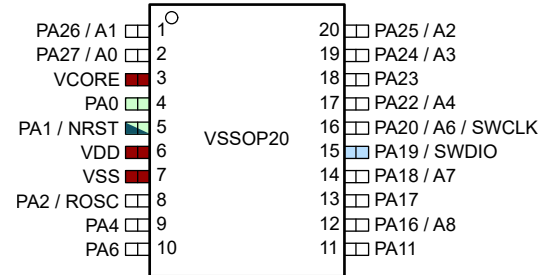 PA26 / A1 1 20 PA25 / A2
PA27 / A0 2 19 PA24 / A3
VCORE 3 18 PA23
PA0 4 17 PA22 / A4
PA1 / NRST 5 16 PA20 / A6 / SWCLK
VSSOP20
VDD 6 15 PA19 / SWDIO
VSS 7 14 PA18 / A7
PA2 / ROSC 8 13 PA17
PA4 9 12 PA16 / A8
PA6 10 11 PA11